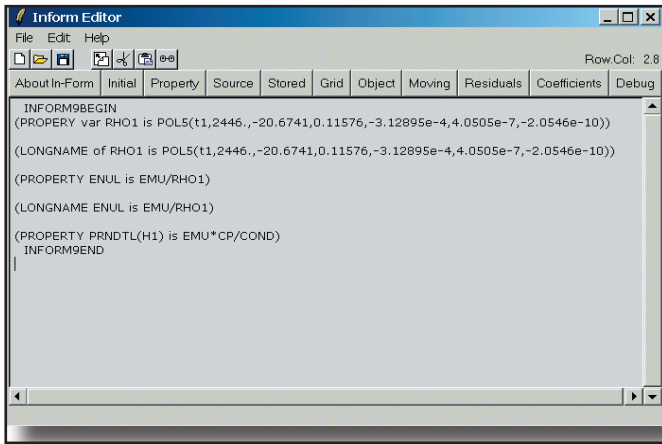 Inform Editor
File Edit Help
Row.Col: 2.8
About In-Form Initial Property Source Stored Grid Object Moving Residuals Coefficients Debug
INFORM9BEGIN
(PROPERY var RHO1 is POL5(t1,2446.,-20.6741,0.11576,-3.12895e-4,4.0505e-7,-2.0546e-10))
(LONGNAME of RHO1 is POL5(t1,2446.,-20.6741,0.11576,-3.12895e-4,4.0505e-7,-2.0546e-10))
(PROPERTY ENUL is EMU/RHO1)
(LONGNAME ENUL is EMU/RHO1)
(PROPERTY PRNDTL(H1) is EMU*CP/COND)
INFORM9END